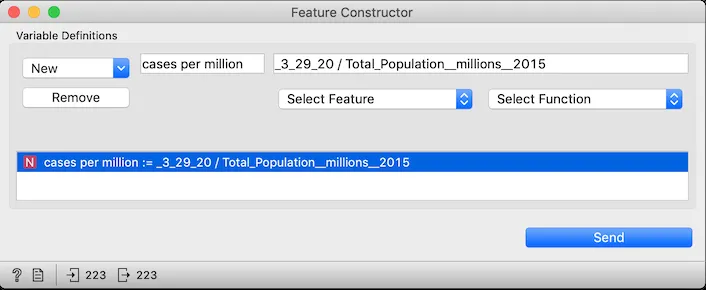 Feature Constructor
Variable Definitions
New
cases per million
_3_29_20 / Total_Population__millions__2015
Remove
Select Feature
Select Function
N cases per million := _3_29_20 / Total_Population__millions__2015
Send
? 223 223